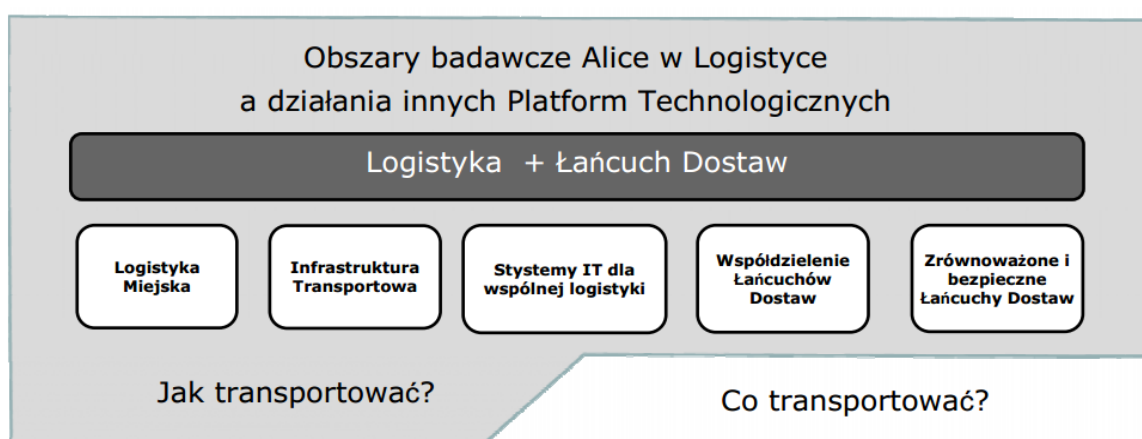 Obszary badawcze Alice w Logistyce
a działania innych Platform Technologicznych
Logistyka + Łańcuch Dostaw
Logistyka
Miejska
Infrastruktura
Transportowa
Stystemy IT dla
wspólnej logistyki
Współdzielenie
Łańcuchów
Dostaw
Zrównoważone i
bezpieczne
Łańcuchy Dostaw
Jak transportować?
Co transportować?